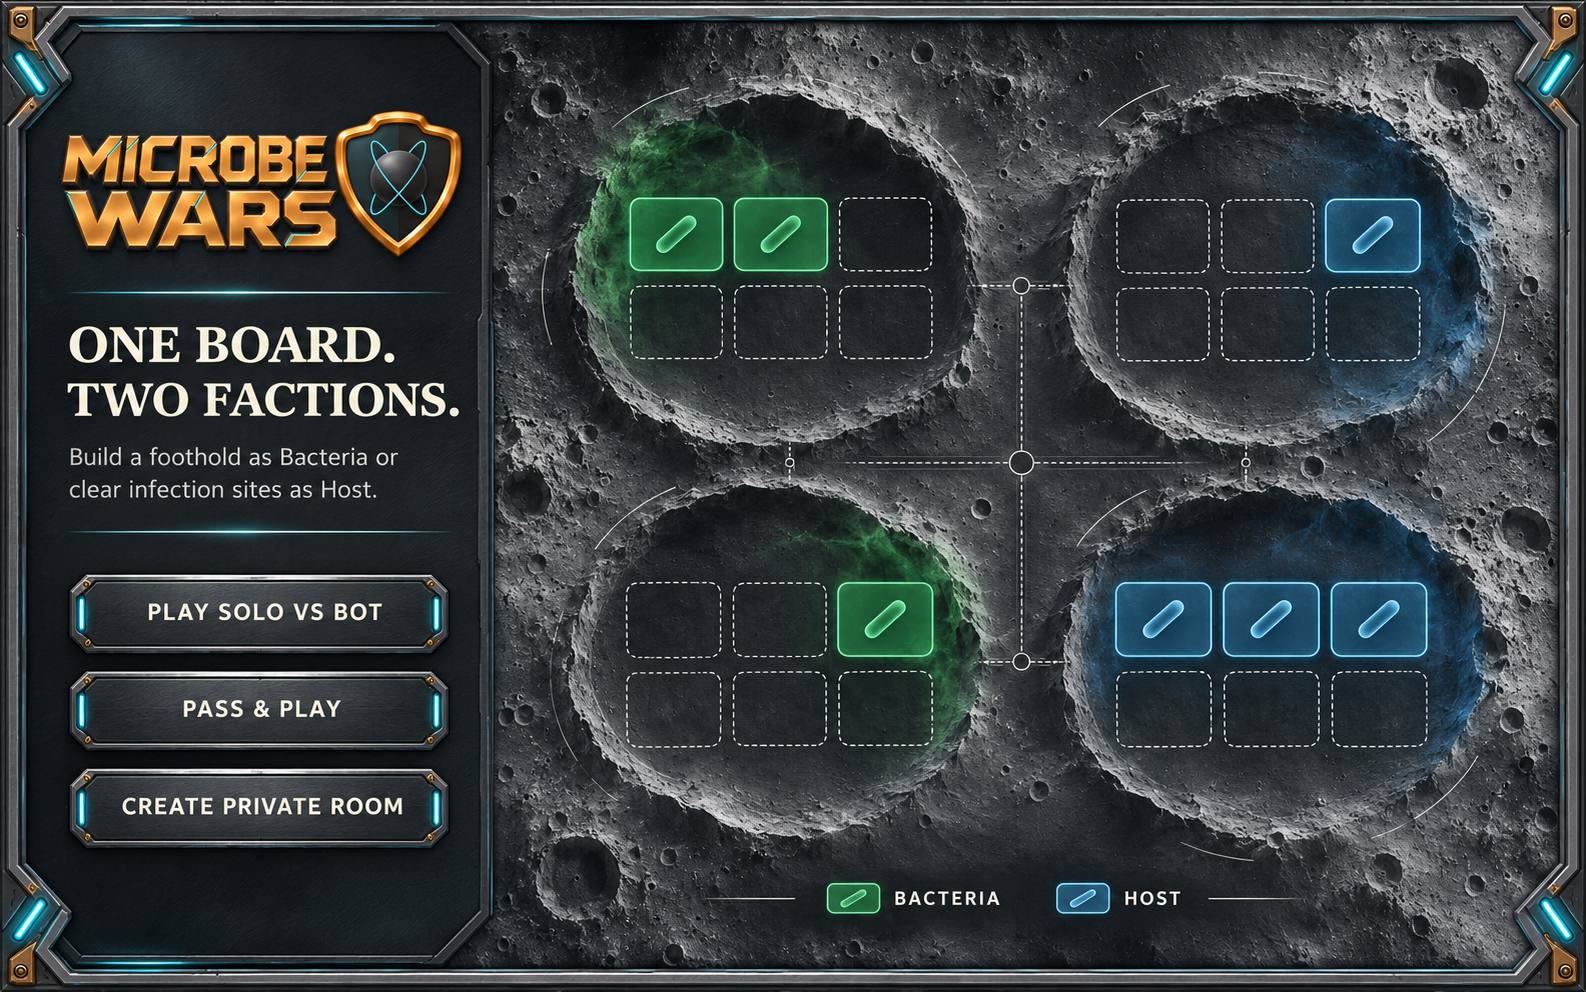 MICROBE
WARS
ONE BOARD.
TWO FACTIONS.
Build a foothold as Bacteria or
clear infection sites as Host.
PLAY SOLO VS BOT
PASS & PLAY
CREATE PRIVATE ROOM
BACTERIA
HOST